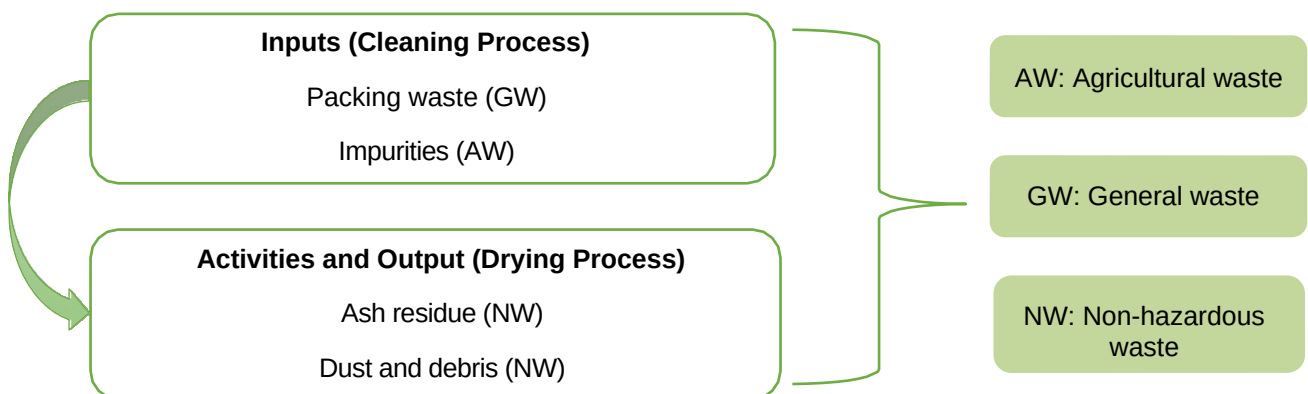 Inputs (Cleaning Process)
Packing waste (GW)
Impurities (AW)
Activities and Output (Drying Process)
Ash residue (NW)
Dust and debris (NW)
AW: Agricultural waste
GW: General waste
NW: Non-hazardous
waste